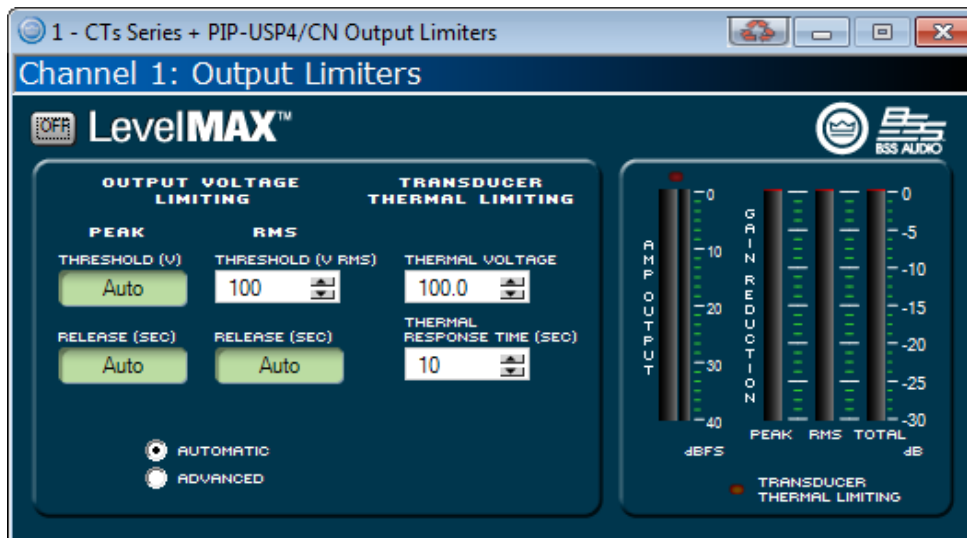 1 - CTs Series + PIP-USP4/CN Output Limiters
Channel 1: Output Limiters
OFF LevelMAX™
BSS AUDIO
OUTPUT VOLTAGE
LIMITING
TRANSDUCER
THERMAL LIMITING
PEAK
RMS
THRESHOLD (V)
THRESHOLD (V RMS)
THERMAL VOLTAGE
Auto
100
100.0
RELEASE (SEC)
RELEASE (SEC)
THERMAL
RESPONSE TIME (SEC)
Auto
Auto
10
AUTOMATIC
ADVANCED
AMP OUTPUT
0
10
20
30
40
dBFS
GAIN REDUCTION
0
-5
-10
-15
-20
-25
-30
PEAK RMS TOTAL
dB
TRANSDUCER
THERMAL LIMITING